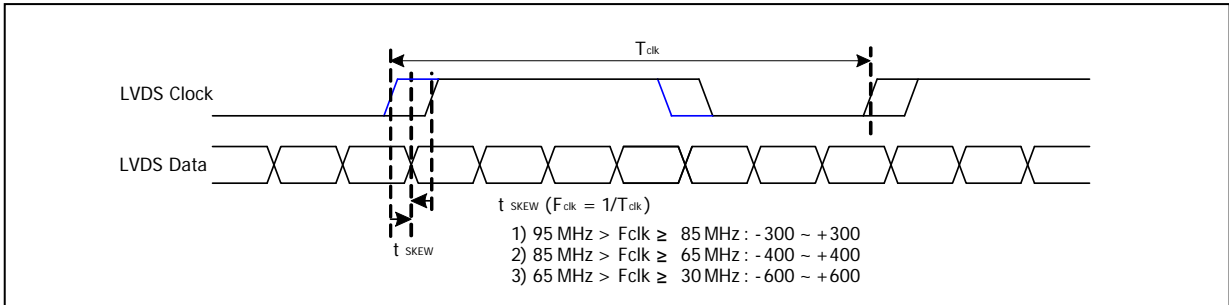 Tclk
LVDS Clock
LVDS Data
t SKEW (Fclk = 1/Tclk)
t SKEW
1) 95 MHz > Fclk ≥ 85 MHz : -300 ~ +300
2) 85 MHz > Fclk ≥ 65 MHz : -400 ~ +400
3) 65 MHz > Fclk ≥ 30 MHz : -600 ~ +600